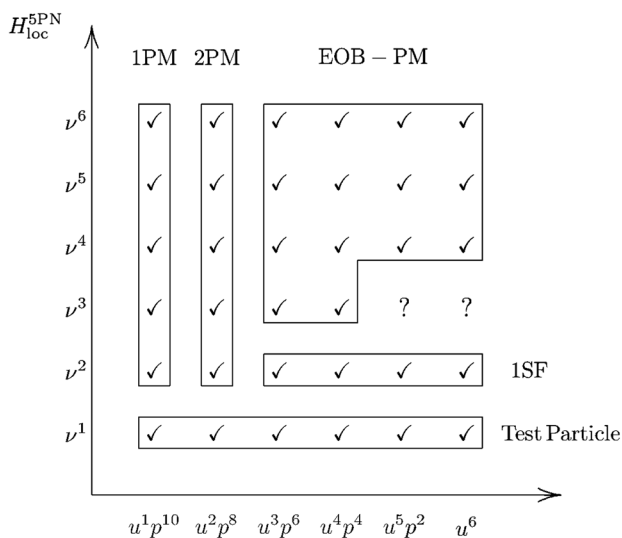 H_loc^5PN
1PM 2PM EOB – PM
ν^6 ✓ ✓ ✓ ✓ ✓ ✓
ν^5 ✓ ✓ ✓ ✓ ✓ ✓
ν^4 ✓ ✓ ✓ ✓ ✓ ✓
ν^3 ✓ ✓ ✓ ✓ ? ?
ν^2 ✓ ✓ ✓ ✓ ✓ ✓ 1SF
ν^1 ✓ ✓ ✓ ✓ ✓ ✓ Test Particle
u^1p^10 u^2p^8 u^3p^6 u^4p^4 u^5p^2 u^6